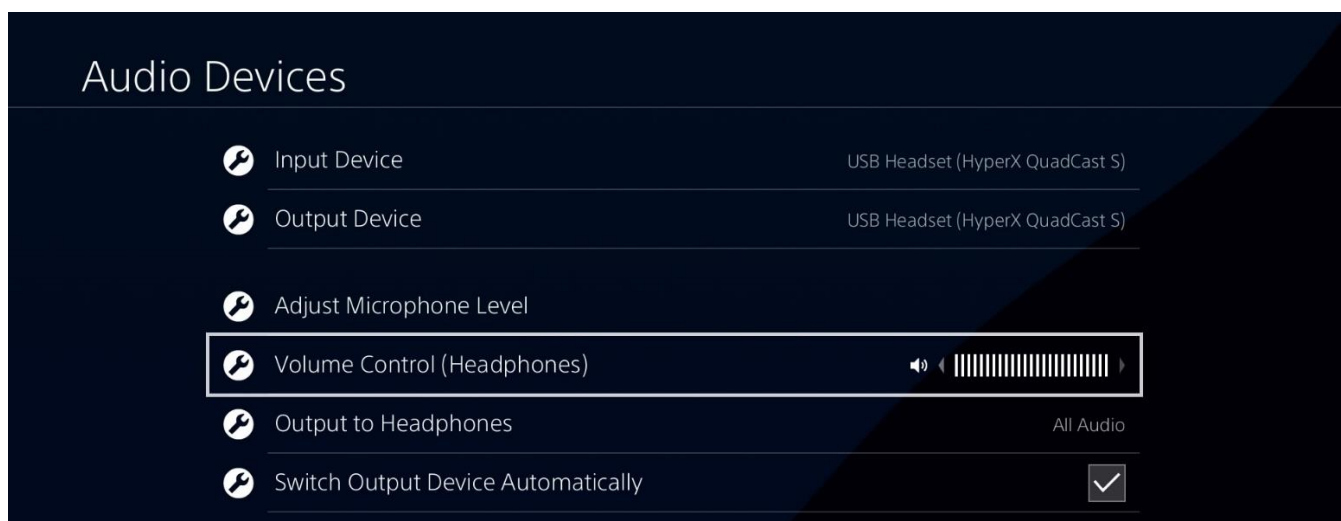 Audio Devices
Input Device USB Headset (HyperX QuadCast S)
Output Device USB Headset (HyperX QuadCast S)
Adjust Microphone Level
Volume Control (Headphones)
Output to Headphones All Audio
Switch Output Device Automatically